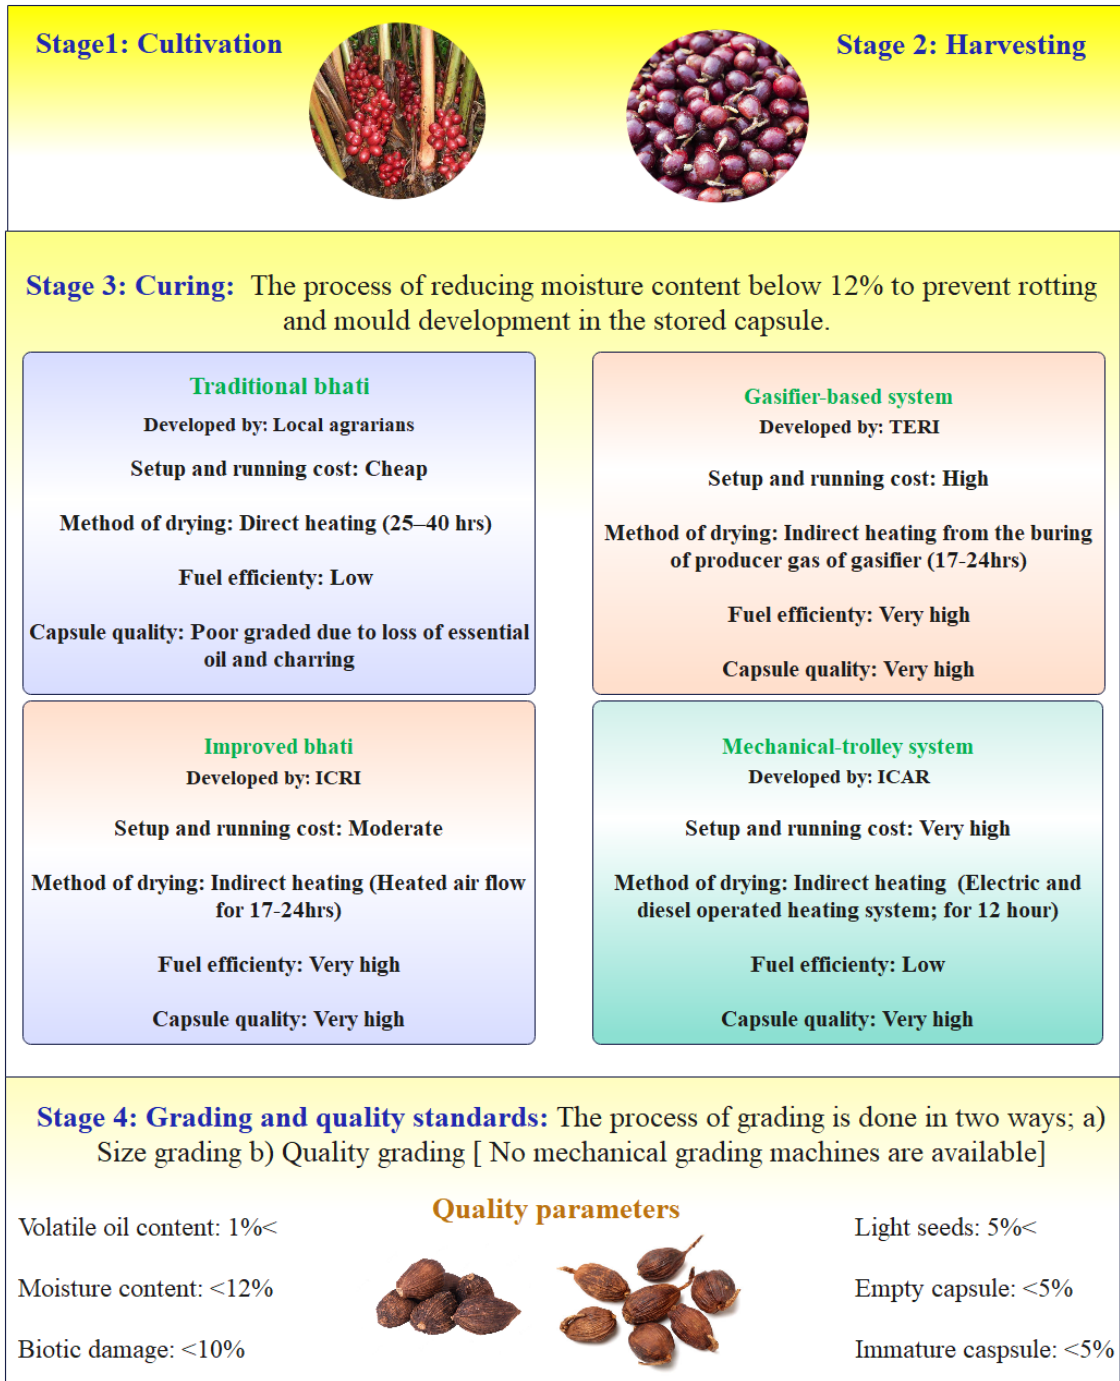 Stage1: Cultivation
Stage 2: Harvesting
Stage 3: Curing: The process of reducing moisture content below 12% to prevent rotting
and mould development in the stored capsule.
Traditional bhati
Developed by: Local agrarians
Setup and running cost: Cheap
Method of drying: Direct heating (25–40 hrs)
Fuel efficienty: Low
Capsule quality: Poor graded due to loss of essential
oil and charring
Gasifier-based system
Developed by: TERI
Setup and running cost: High
Method of drying: Indirect heating from the buring
of producer gas of gasifier (17-24hrs)
Fuel efficienty: Very high
Capsule quality: Very high
Improved bhati
Developed by: ICRI
Setup and running cost: Moderate
Method of drying: Indirect heating (Heated air flow
for 17-24hrs)
Fuel efficienty: Very high
Capsule quality: Very high
Mechanical-trolley system
Developed by: ICAR
Setup and running cost: Very high
Method of drying: Indirect heating (Electric and
diesel operated heating system; for 12 hour)
Fuel efficienty: Low
Capsule quality: Very high
Stage 4: Grading and quality standards: The process of grading is done in two ways; a)
Size grading b) Quality grading [ No mechanical grading machines are available]
Quality parameters
Volatile oil content: 1%<
Moisture content: <12%
Biotic damage: <10%
Light seeds: 5%<
Empty capsule: <5%
Immature caspsule: <5%